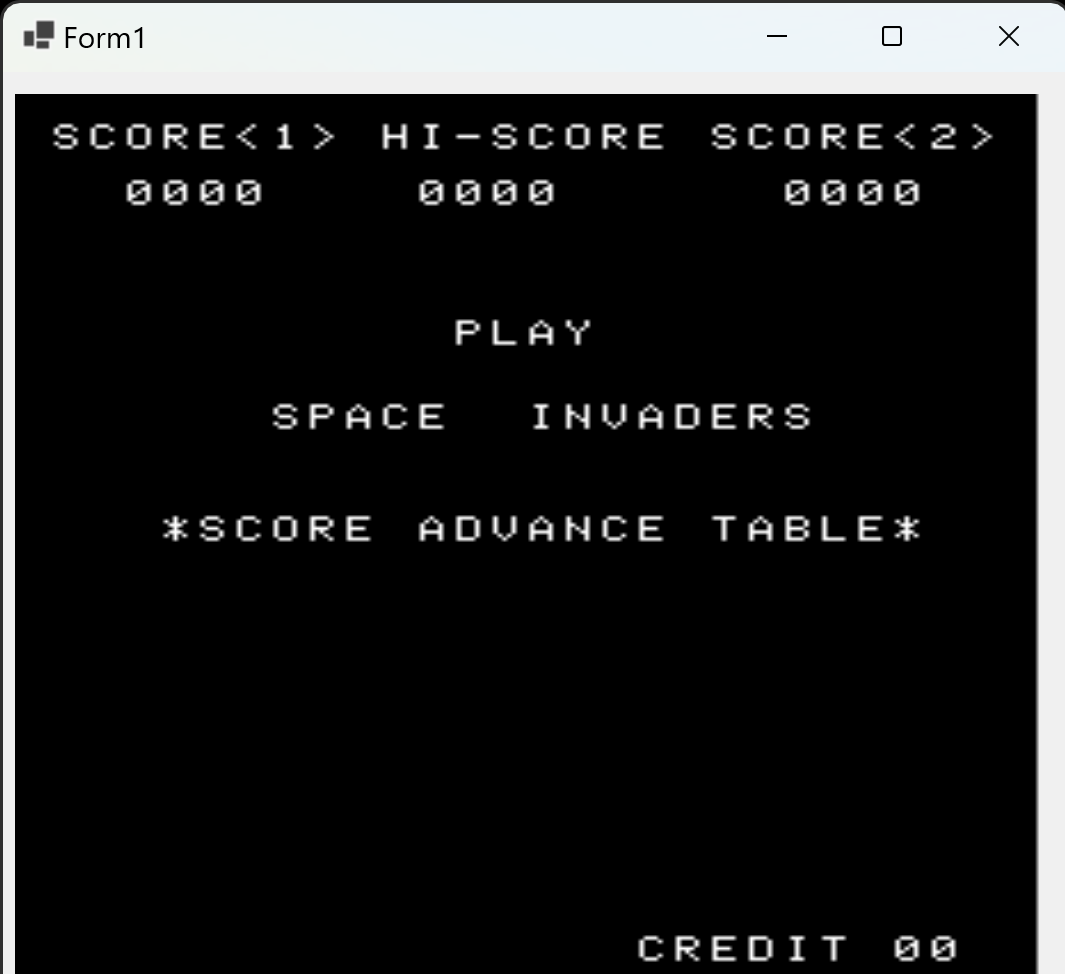 Form1
SCORE<1> HI-SCORE SCORE<2>
0000 0000 0000
PLAY
SPACE INVADERS
*SCORE ADVANCE TABLE*
CREDIT 00